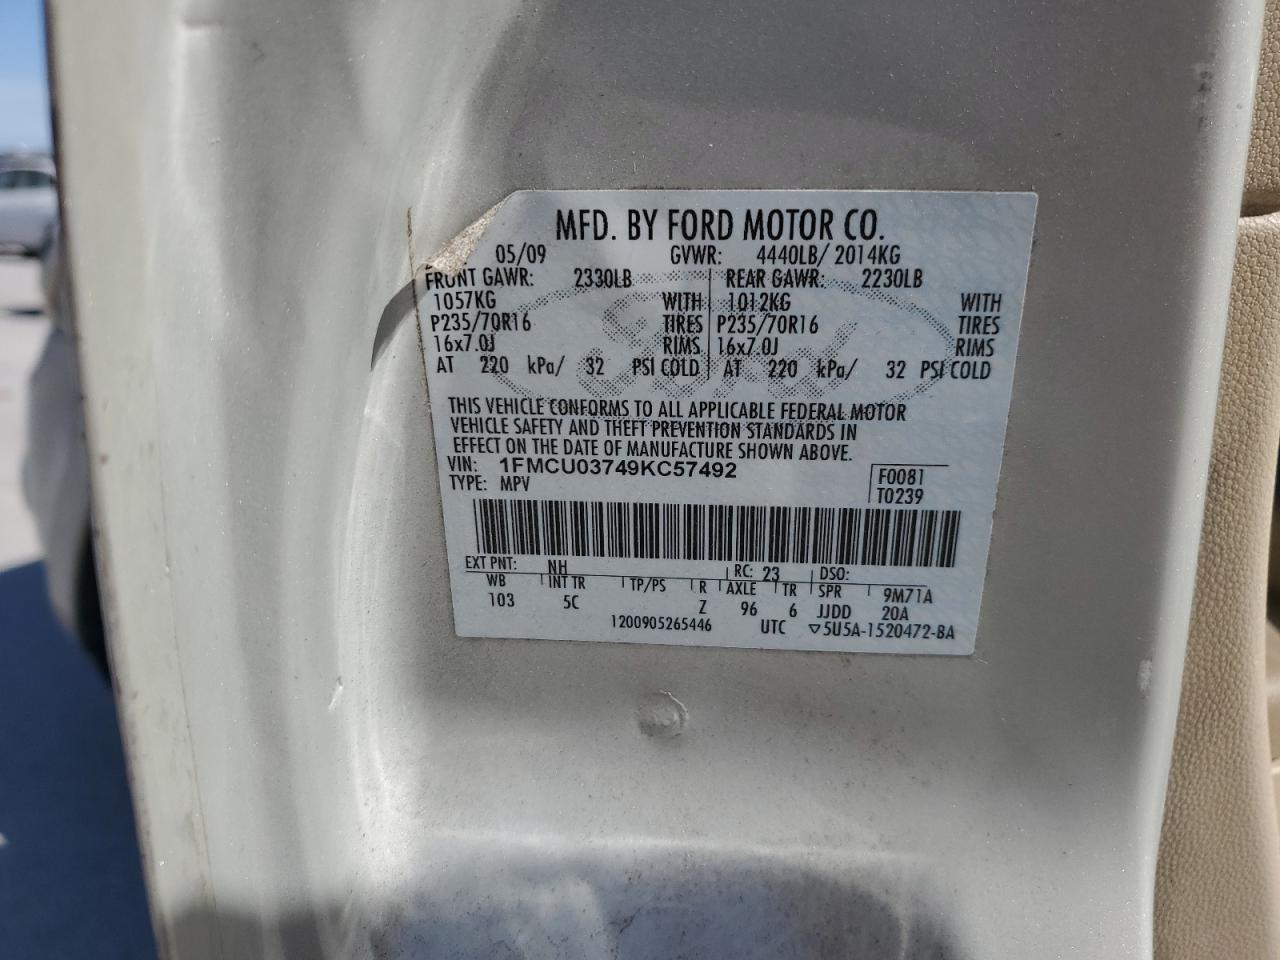 MFD. BY FORD MOTOR CO.
05/09 GVWR: 4440LB/ 2014KG
FRONT GAWR: 2330LB REAR GAWR: 2230LB
1057KG WITH 1012KG WITH
P235/70R16 TIRES P235/70R16 TIRES
16x7.0J RIMS 16x7.0J RIMS
AT 220 kPa/ 32 PSI COLD AT 220 kPa/ 32 PSI COLD
THIS VEHICLE CONFORMS TO ALL APPLICABLE FEDERAL MOTOR
VEHICLE SAFETY AND THEFT PREVENTION STANDARDS IN
EFFECT ON THE DATE OF MANUFACTURE SHOWN ABOVE.
VIN: 1FMCU03749KC57492 F0081
TYPE: MPV T0239
EXT PNT: NH RC: 23 DSO:
WB INT TR TP/PS R AXLE TR SPR 9M71A
103 5C Z 96 6 JJDD 20A
1200905265446 UTC ▽5U5A-1520472-BA